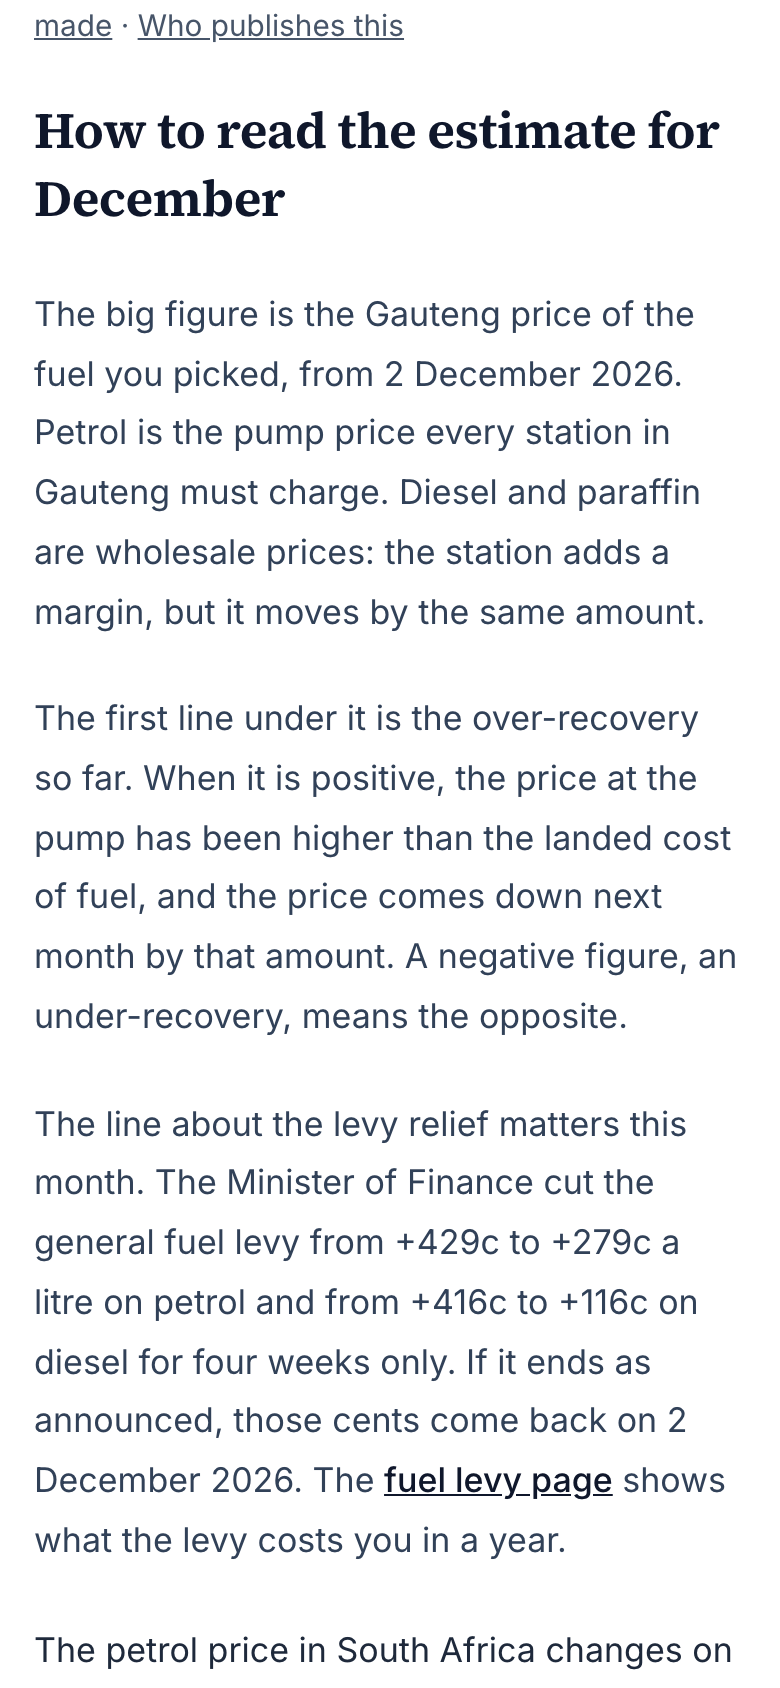 made · Who publishes this
How to read the estimate for
December
The big figure is the Gauteng price of the
fuel you picked, from 2 December 2026.
Petrol is the pump price every station in
Gauteng must charge. Diesel and paraffin
are wholesale prices: the station adds a
margin, but it moves by the same amount.
The first line under it is the over-recovery
so far. When it is positive, the price at the
pump has been higher than the landed cost
of fuel, and the price comes down next
month by that amount. A negative figure, an
under-recovery, means the opposite.
The line about the levy relief matters this
month. The Minister of Finance cut the
general fuel levy from +429c to +279c a
litre on petrol and from +416c to +116c on
diesel for four weeks only. If it ends as
announced, those cents come back on 2
December 2026. The fuel levy page shows
what the levy costs you in a year.
The petrol price in South Africa changes on